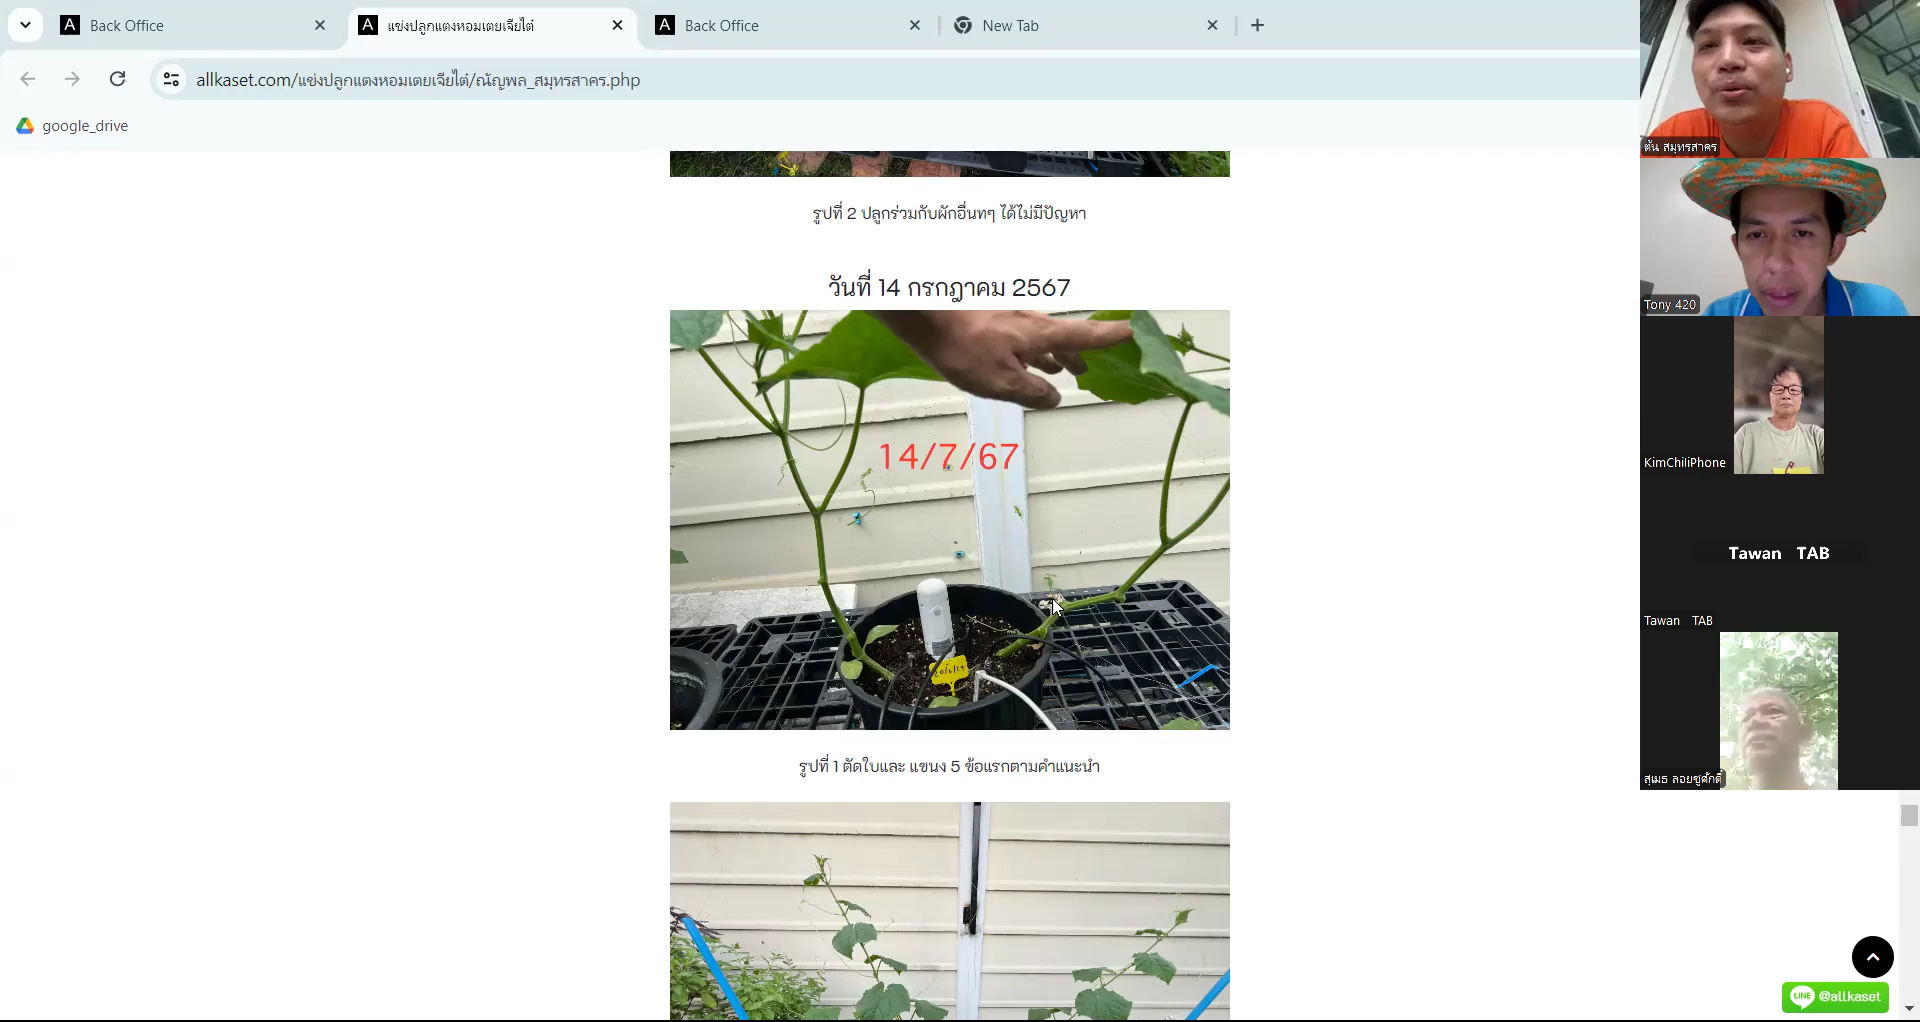 Back Office
แข่งปลูกแตงหอมเตยเจียไต๋
Back Office
New Tab
allkaset.com/แข่งปลูกแตงหอมเตยเจียไต๋/ณัญพล_สมุทรสาคร.php
google_drive
รูปที่ 2 ปลูกร่วมกับผักอื่นทๆ ได้ไม่มีปัญหา
วันที่ 14 กรกฎาคม 2567
14/7/67
รูปที่ 1 ตัดใบและ แขนง 5 ข้อแรกตามคำแนะนำ
ต้น สมุทรสาคร
Tony 420
KimChiliPhone
Tawan TAB
Tawan TAB
สุเมธ ลอยชูศักดิ์
LINE @allkaset